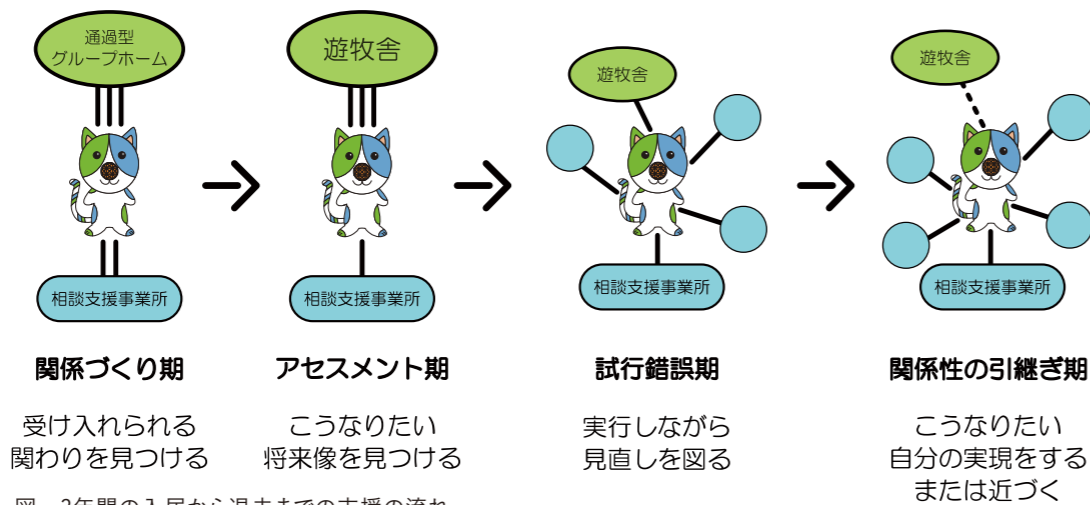 通過型
グループホーム
相談支援事業所
関係づくり期
受け入れられる
関わりを見つける
遊牧舎
相談支援事業所
アセスメント期
こうなりたい
将来像を見つける
遊牧舎
相談支援事業所
試行錯誤期
実行しながら
見直しを図る
遊牧舎
相談支援事業所
関係性の引継ぎ期
こうなりたい
自分の実現をする
または近づく